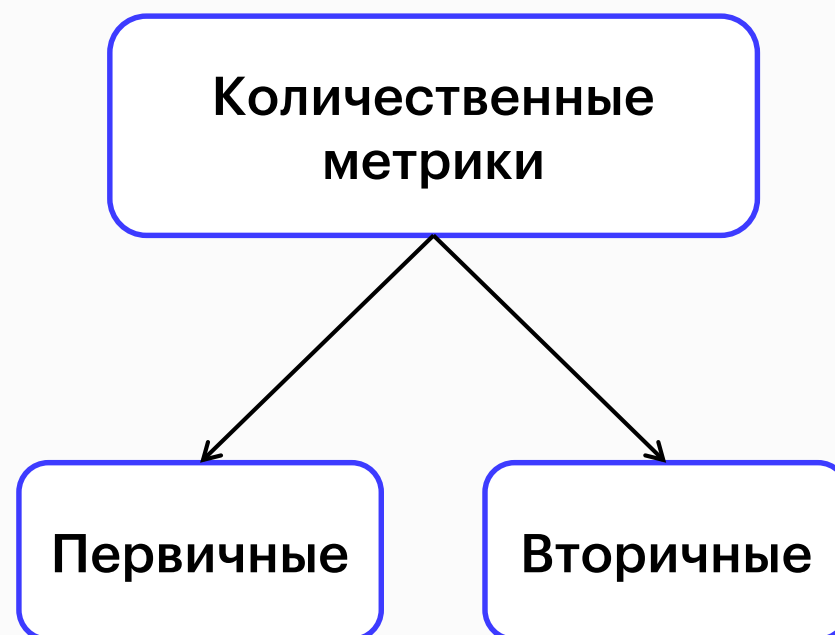 Количественные
метрики
Первичные
Вторичные